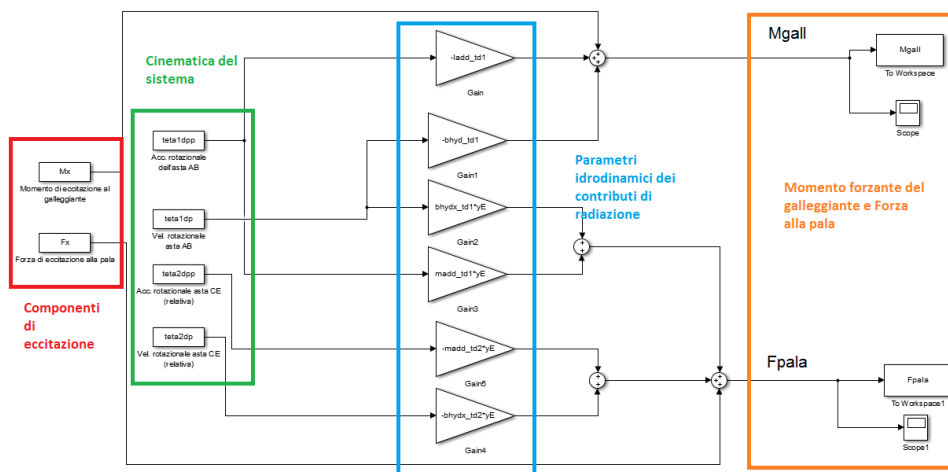 Mgall
-Iadd_td1
Mgall
To Workspace
Gain
Cinematica del
sistema
Scope
teta1dpp
Acc. rotazionale
dell'asta AB
-bhyd_td1
Mx
Momento di eccitazione al
galleggiante
Gain1
Parametri
idrodinamici dei
contributi di
radiazione
Momento forzante del
galleggiante e Forza
alla pala
teta1dp
Vel. rotazionale
asta AB
bhydx_td1*yE
Fx
Forza di eccitazione alla pala
Gain2
teta2dpp
Acc. rotazionale asta CE
(relativa)
madd_td1*yE
Gain3
Componenti
di
eccitazione
teta2dp
Vel. rotazionale asta CE
(relativa)
-madd_td2*yE
Gain5
Fpala
Fpala
To Workspace1
-bhydx_td2*yE
Gain4
Scope1